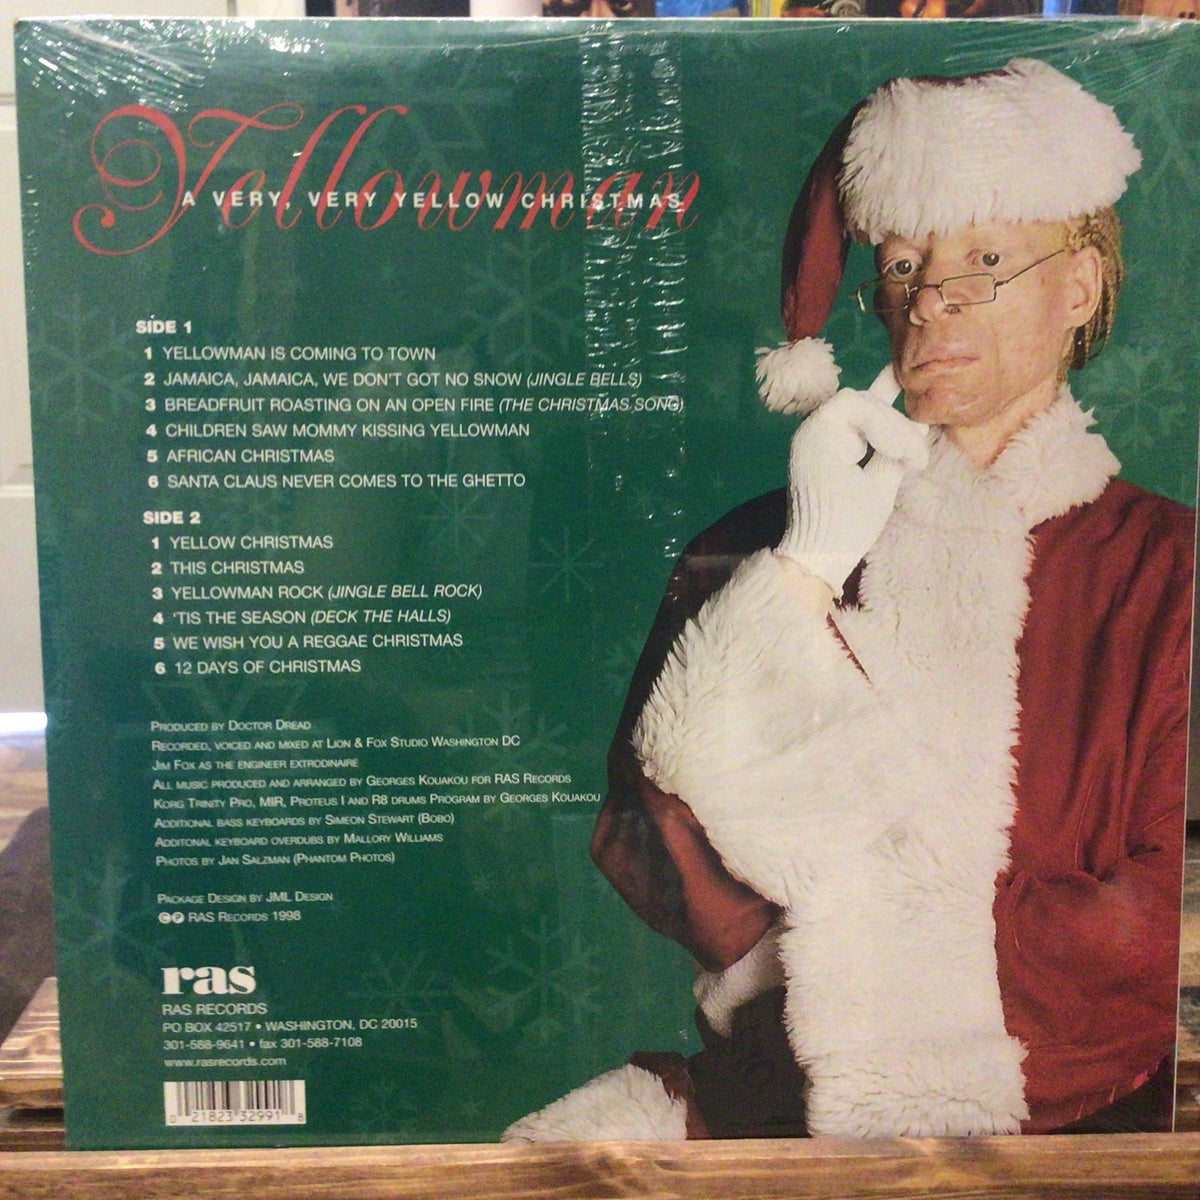 Yellowman
A VERY, VERY YELLOW CHRISTMAS
SIDE 1
1 YELLOWMAN IS COMING TO TOWN
2 JAMAICA, JAMAICA, WE DON'T GOT NO SNOW (JINGLE BELLS)
3 BREADFRUIT ROASTING ON AN OPEN FIRE (THE CHRISTMAS SONG)
4 CHILDREN SAW MOMMY KISSING YELLOWMAN
5 AFRICAN CHRISTMAS
6 SANTA CLAUS NEVER COMES TO THE GHETTO
SIDE 2
1 YELLOW CHRISTMAS
2 THIS CHRISTMAS
3 YELLOWMAN ROCK (JINGLE BELL ROCK)
4 'TIS THE SEASON (DECK THE HALLS)
5 WE WISH YOU A REGGAE CHRISTMAS
6 12 DAYS OF CHRISTMAS
PRODUCED BY DOCTOR DREAD
RECORDED, VOICED AND MIXED AT LION & FOX STUDIO WASHINGTON DC
JIM FOX AS THE ENGINEER EXTRODINAIRE
ALL MUSIC PRODUCED AND ARRANGED BY GEORGES KOUAKOU FOR RAS RECORDS
KORG TRINITY PRO, MIR, PROTEUS I AND R8 DRUMS PROGRAM BY GEORGES KOUAKOU
ADDITIONAL BASS KEYBOARDS BY SIMEON STEWART (BOBO)
ADDITONAL KEYBOARD OVERDUBS BY MALLORY WILLIAMS
PHOTOS BY JAN SALZMAN (PHANTOM PHOTOS)
PACKAGE DESIGN BY JML DESIGN
©℗ RAS RECORDS 1998
ras
RAS RECORDS
PO BOX 42517 • WASHINGTON, DC 20015
301-588-9641 • fax 301-588-7108
www.rasrecords.com
0 21823 32991 8